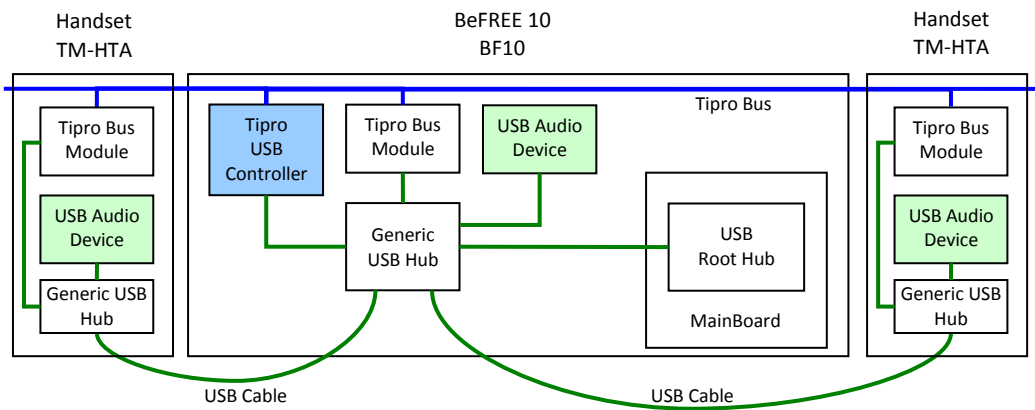 Handset
TM-HTA
BeFREE 10
BF10
Handset
TM-HTA
Tipro Bus
Tipro Bus
Module
USB Audio
Device
Generic USB
Hub
Tipro
USB
Controller
Tipro Bus
Module
USB Audio
Device
Generic
USB Hub
USB
Root Hub
MainBoard
Tipro Bus
Module
USB Audio
Device
Generic USB
Hub
USB Cable
USB Cable